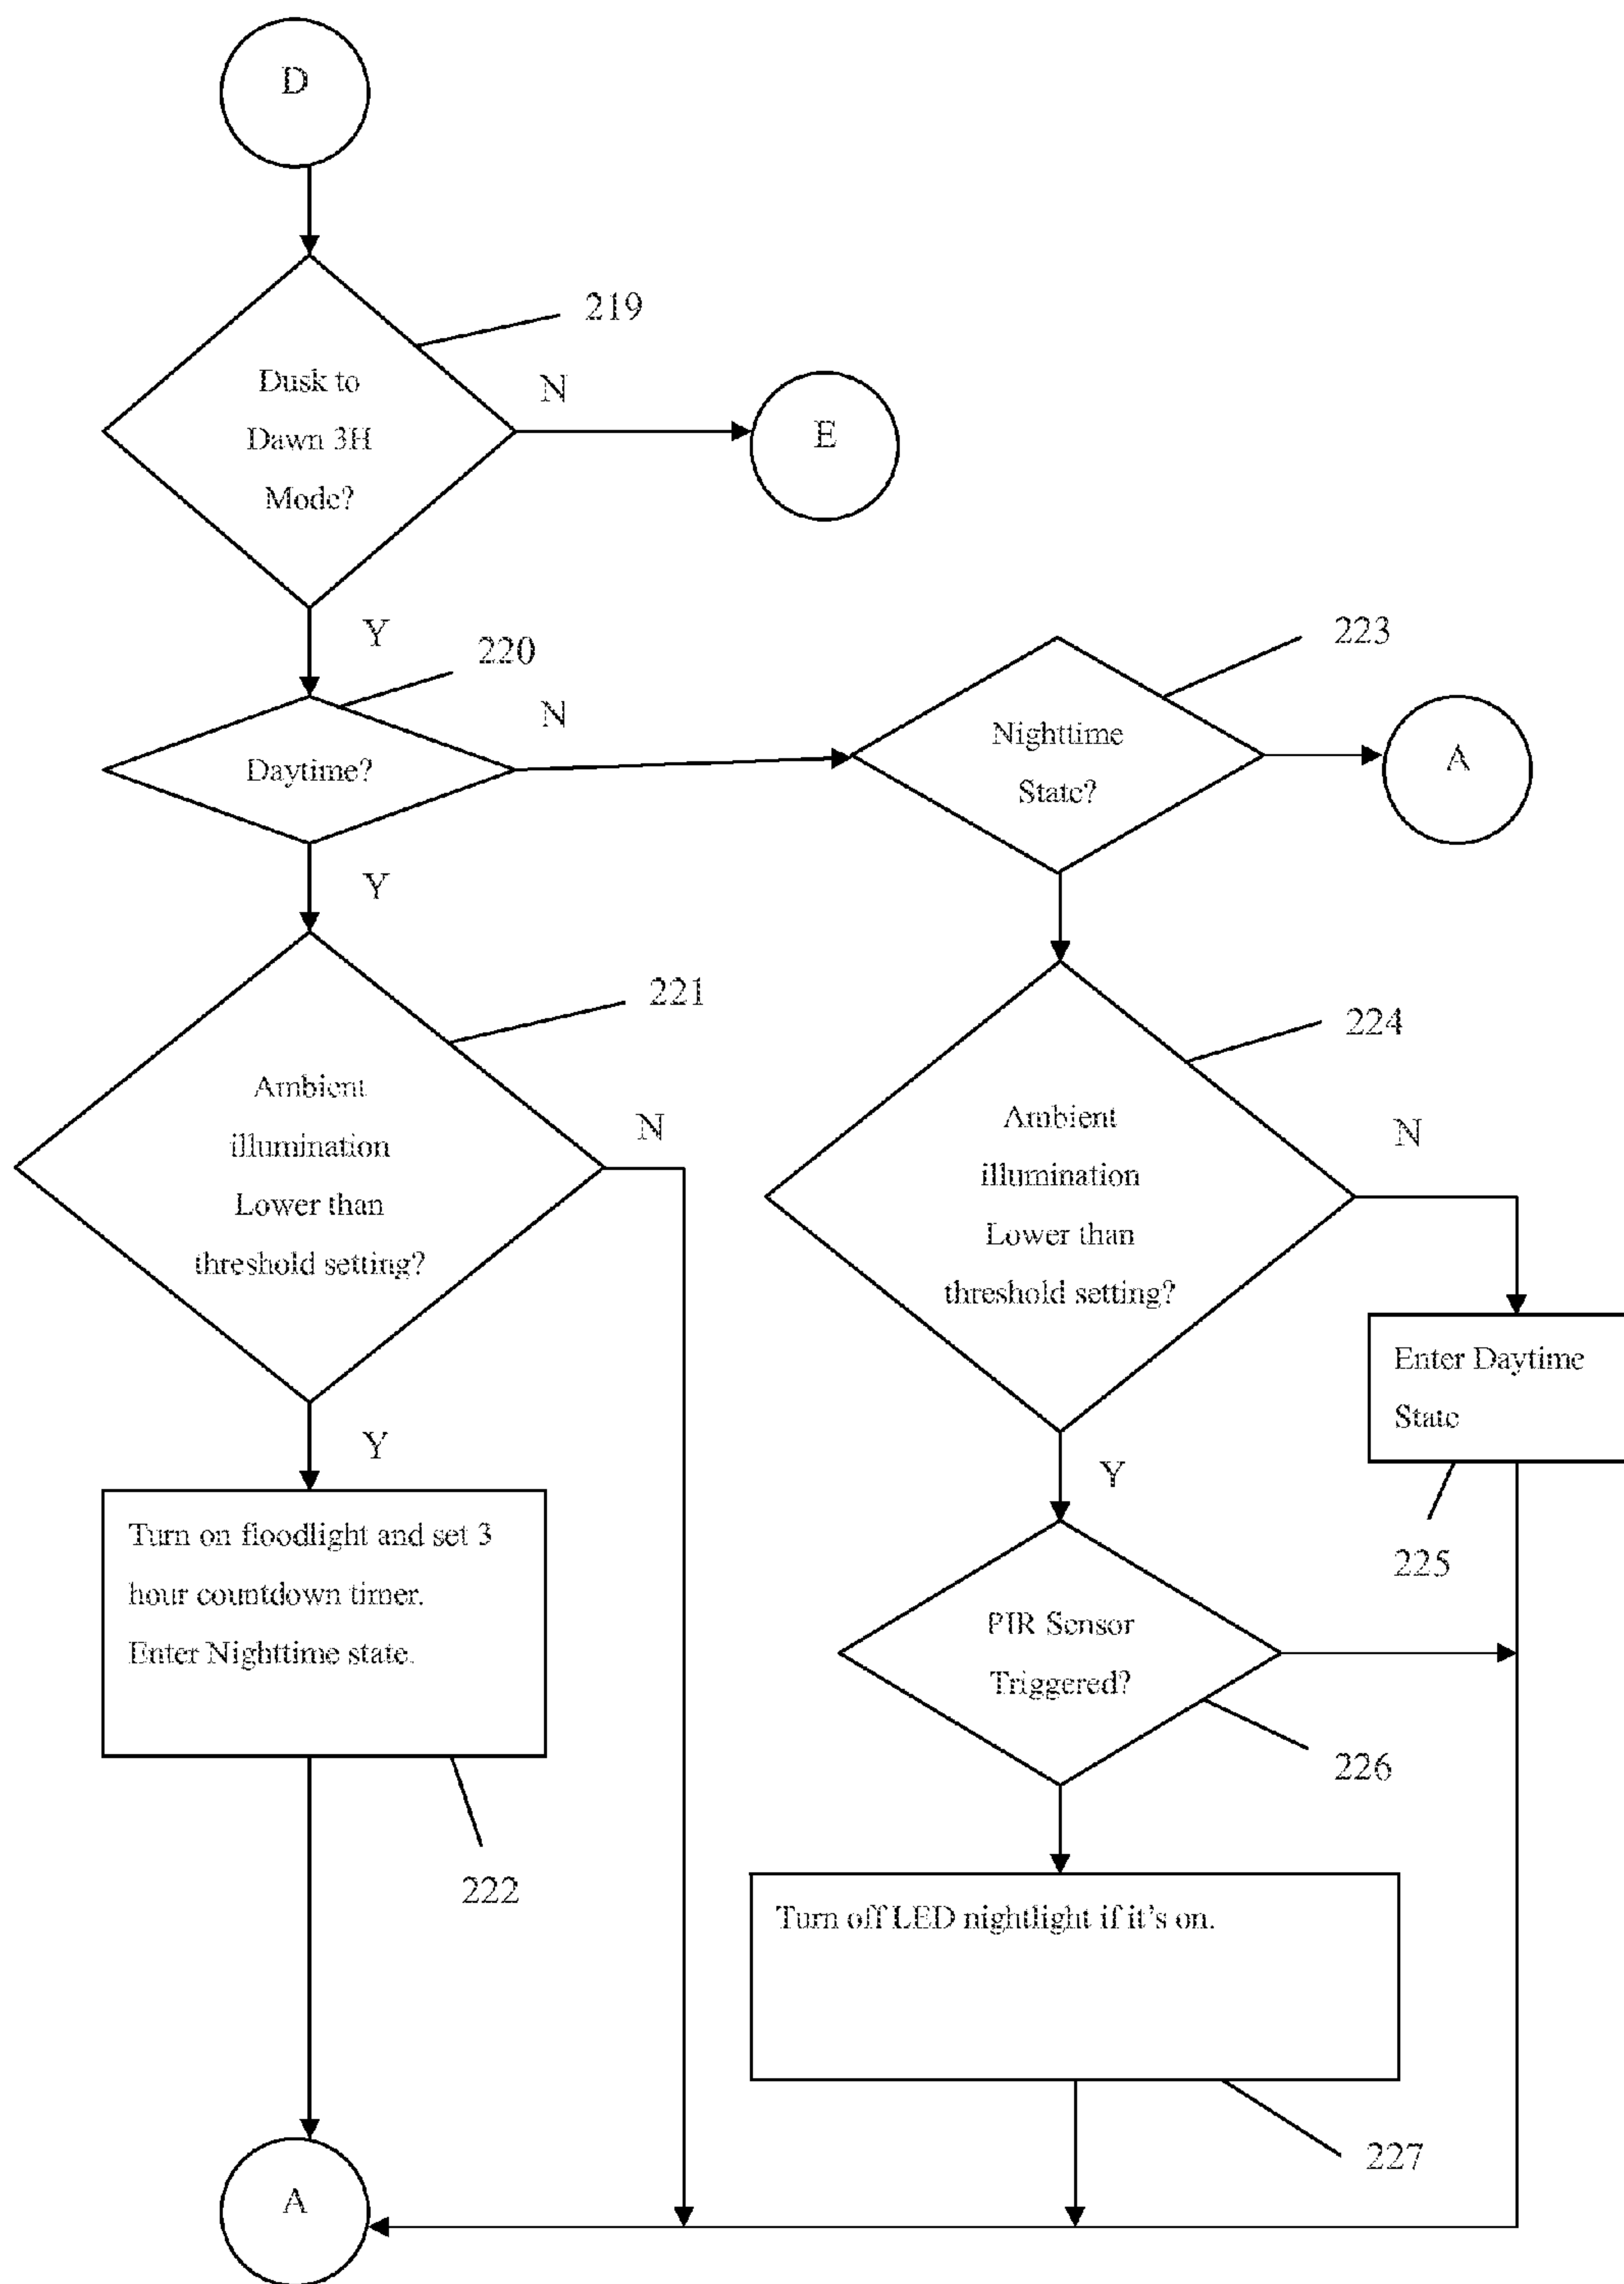 D
219
Dusk to
Dawn 3H
Mode?
N
E
Y
220
N
223
Daytime?
Nighttime
State?
A
Y
221
Ambient
illumination
Lower than
threshold setting?
N
224
Ambient
illumination
Lower than
threshold setting?
N
Enter Daytime
State
225
Y
Turn on floodlight and set 3
hour countdown timer.
Enter Nighttime state.
222
Y
PIR Sensor
Triggered?
226
Turn off LED nightlight if it's on.
227
A